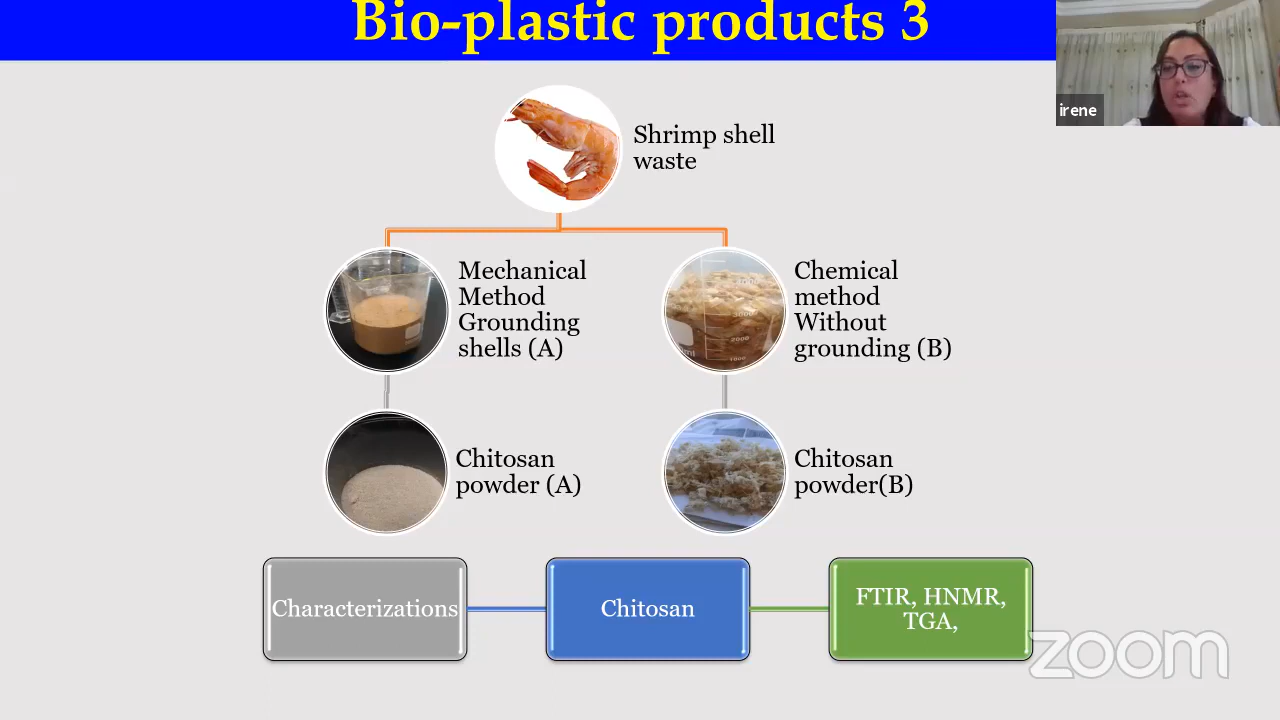 Bio-plastic products 3
irene
Shrimp shell
waste
Mechanical
Method
Grounding
shells (A)
Chemical
method
Without
grounding (B)
Chitosan
powder (A)
Chitosan
powder(B)
Characterizations
Chitosan
FTIR, HNMR,
TGA,
zoom